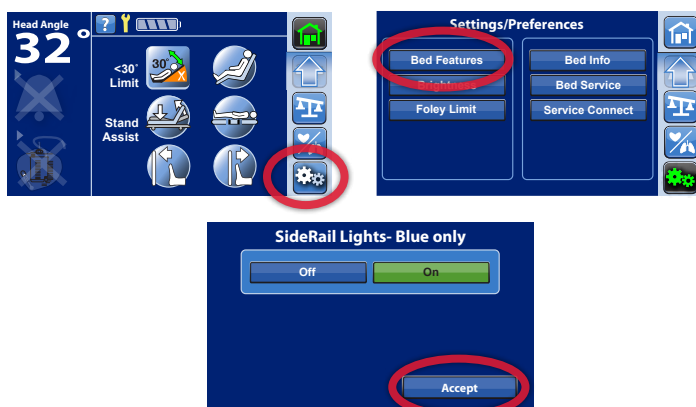 Head Angle
32°
?
<30°
Limit
30°
X
Stand
Assist
Settings/Preferences
Bed Features
Bed Info
Brightness
Bed Service
Foley Limit
Service Connect
SideRail Lights- Blue only
Off
On
Accept